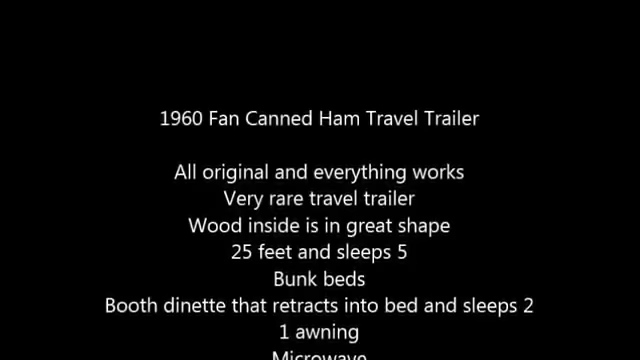 1960 Fan Canned Ham Travel Trailer
All original and everything works
Very rare travel trailer
Wood inside is in great shape
25 feet and sleeps 5
Bunk beds
Booth dinette that retracts into bed and sleeps 2
1 awning
Microwave